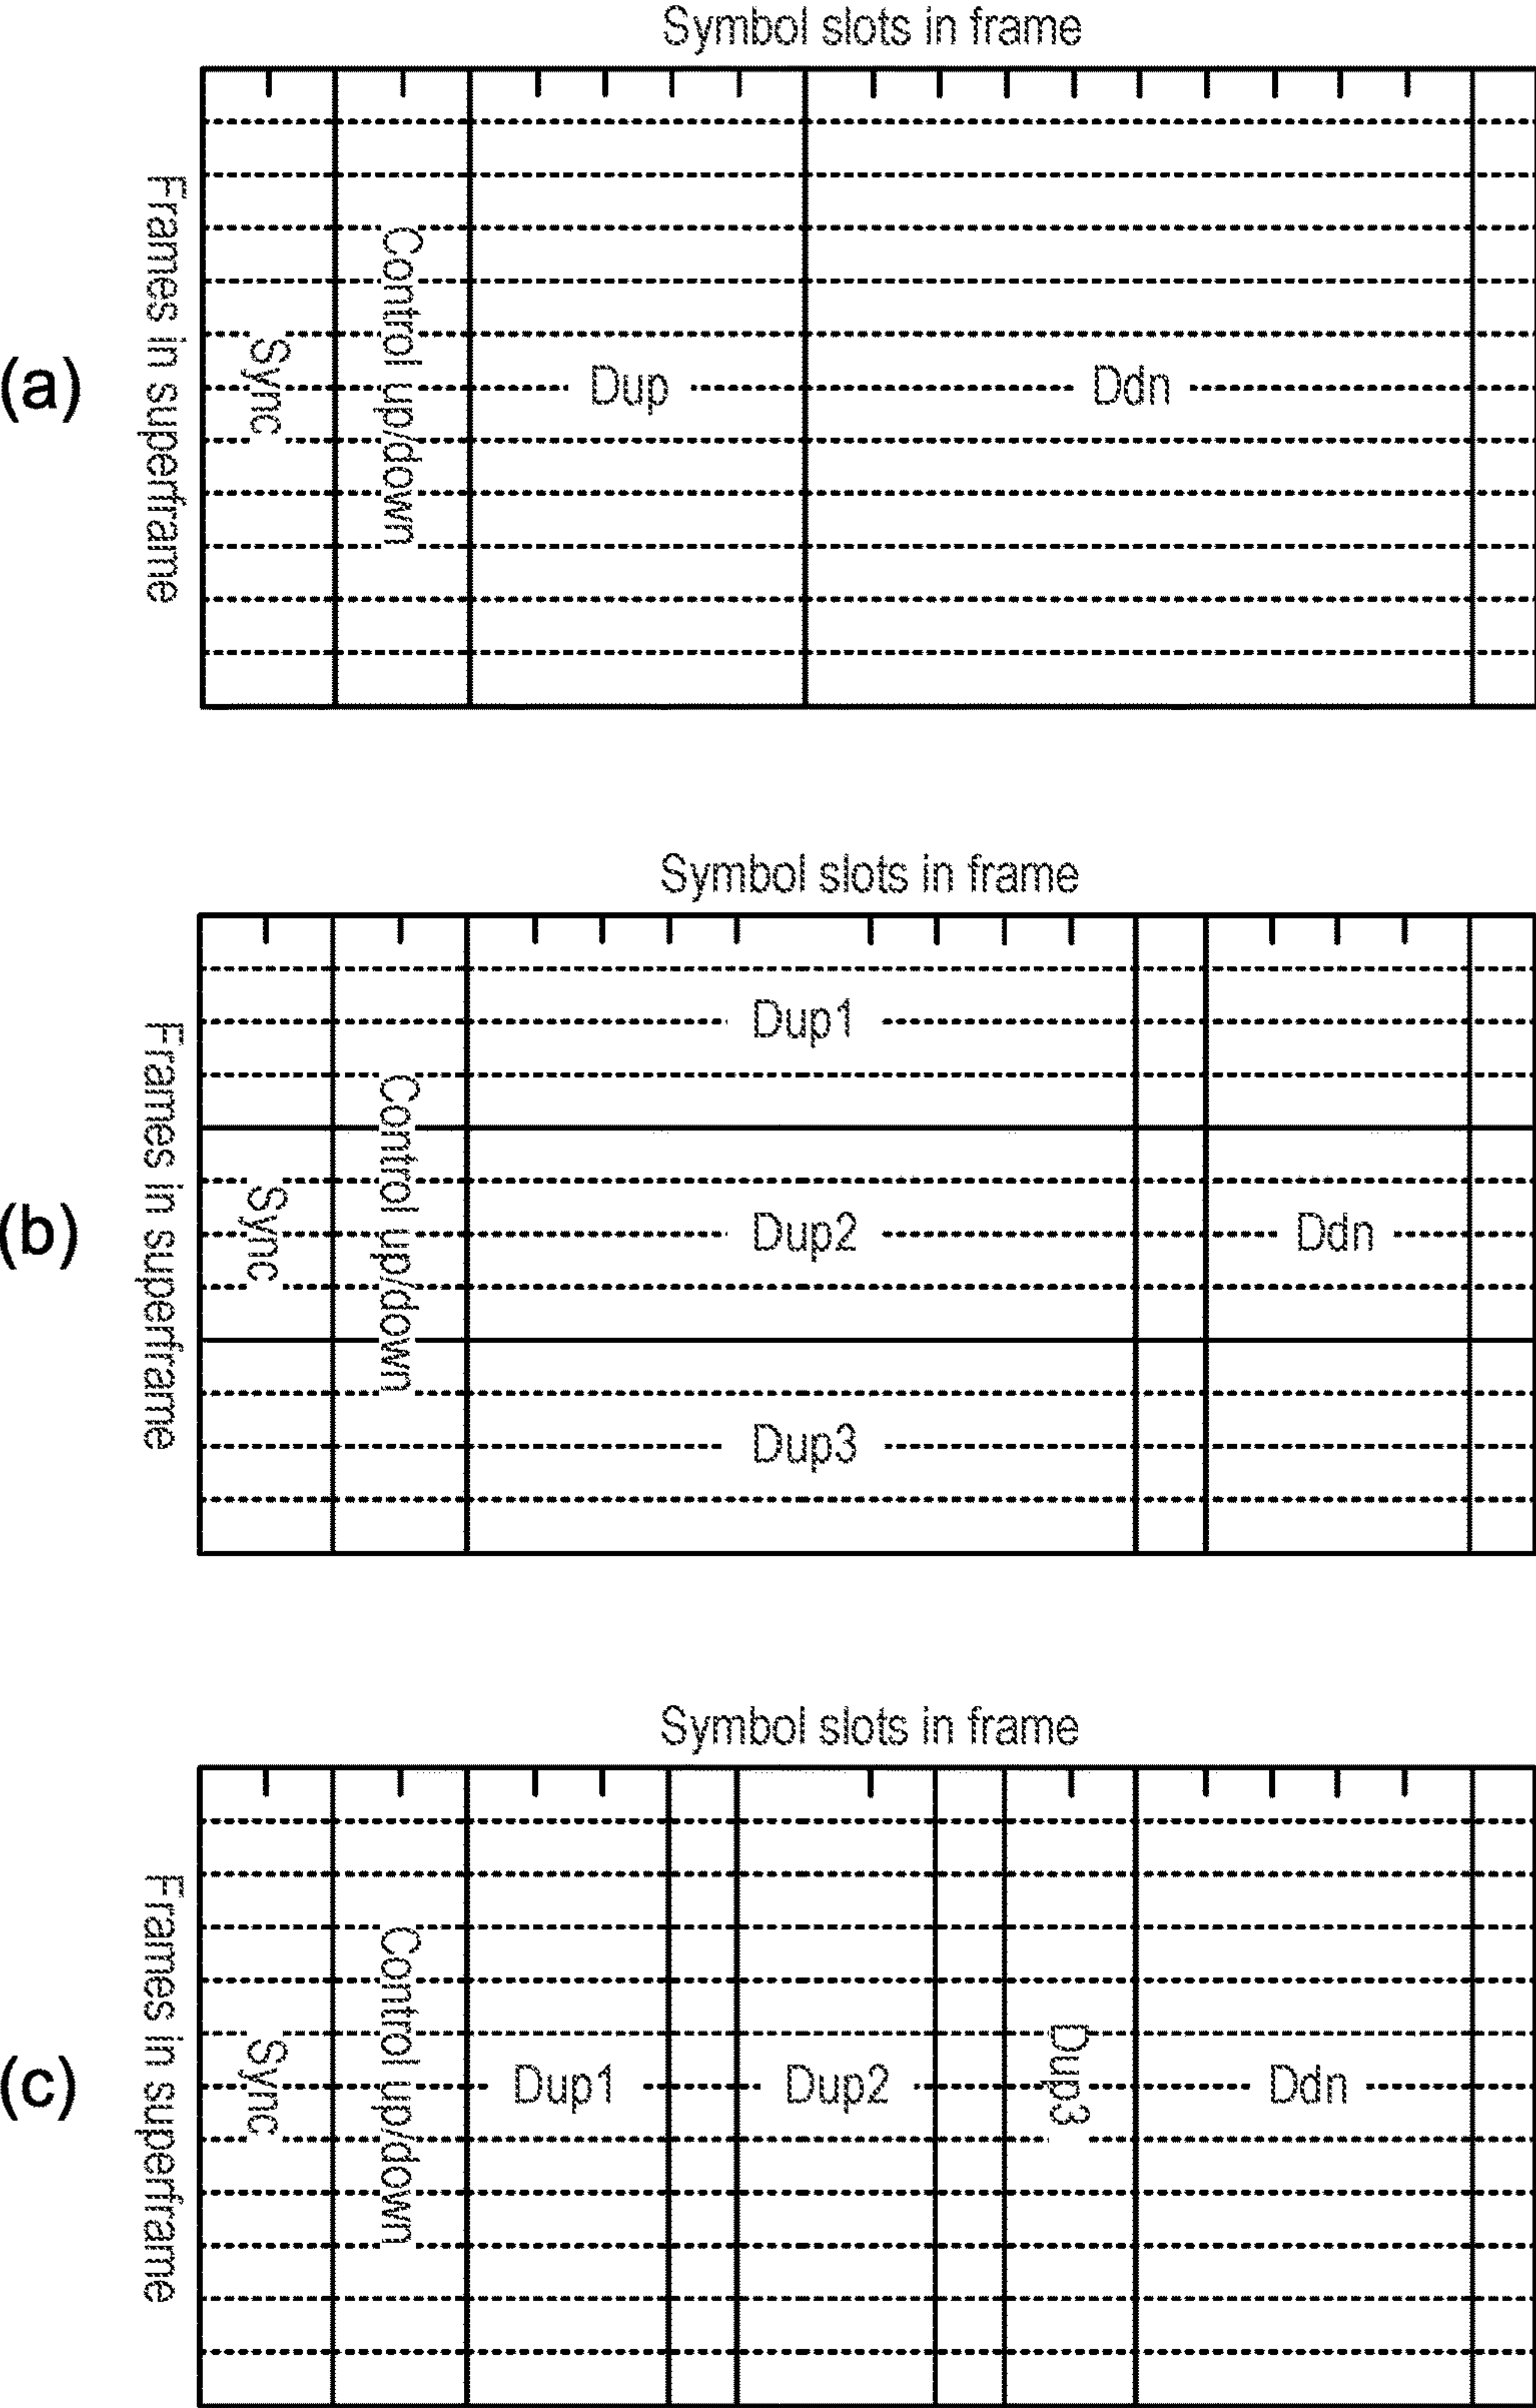 Symbol slots in frame
(a)
Frames in superframe
Sync
Control up/down
Dup
Ddn
Symbol slots in frame
(b)
Frames in superframe
Sync
Control up/down
Dup1
Dup2
Ddn
Dup3
Symbol slots in frame
(c)
Frames in superframe
Sync
Control up/down
Dup1
Dup2
Dup3
Ddn